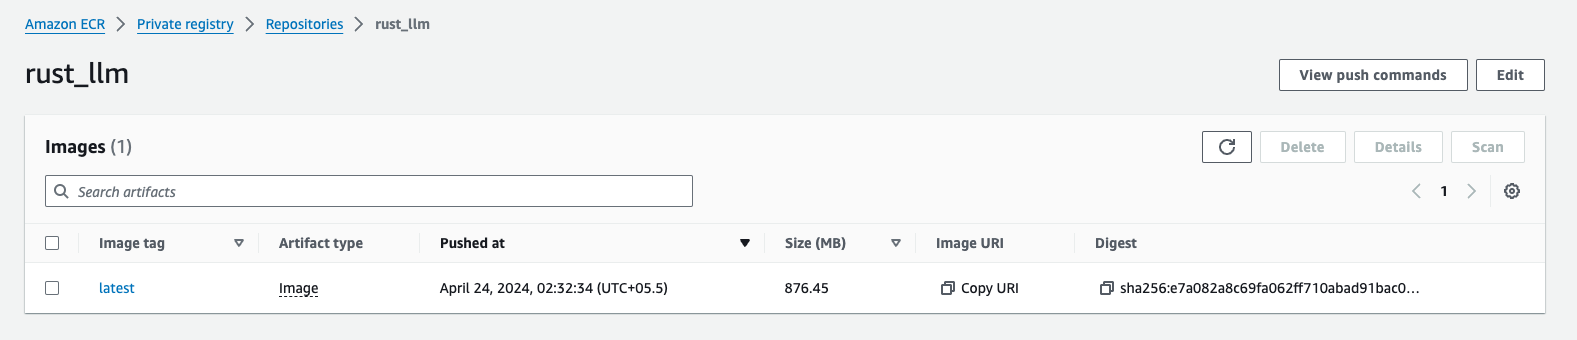 Amazon ECR > Private registry > Repositories > rust_llm
rust_llm
View push commands Edit
Images (1)
Delete Details Scan
Search artifacts
1
Image tag Artifact type Pushed at Size (MB) Image URI Digest
latest Image April 24, 2024, 02:32:34 (UTC+05.5) 876.45 Copy URI sha256:e7a082a8c69fa062ff710abad91bac0...